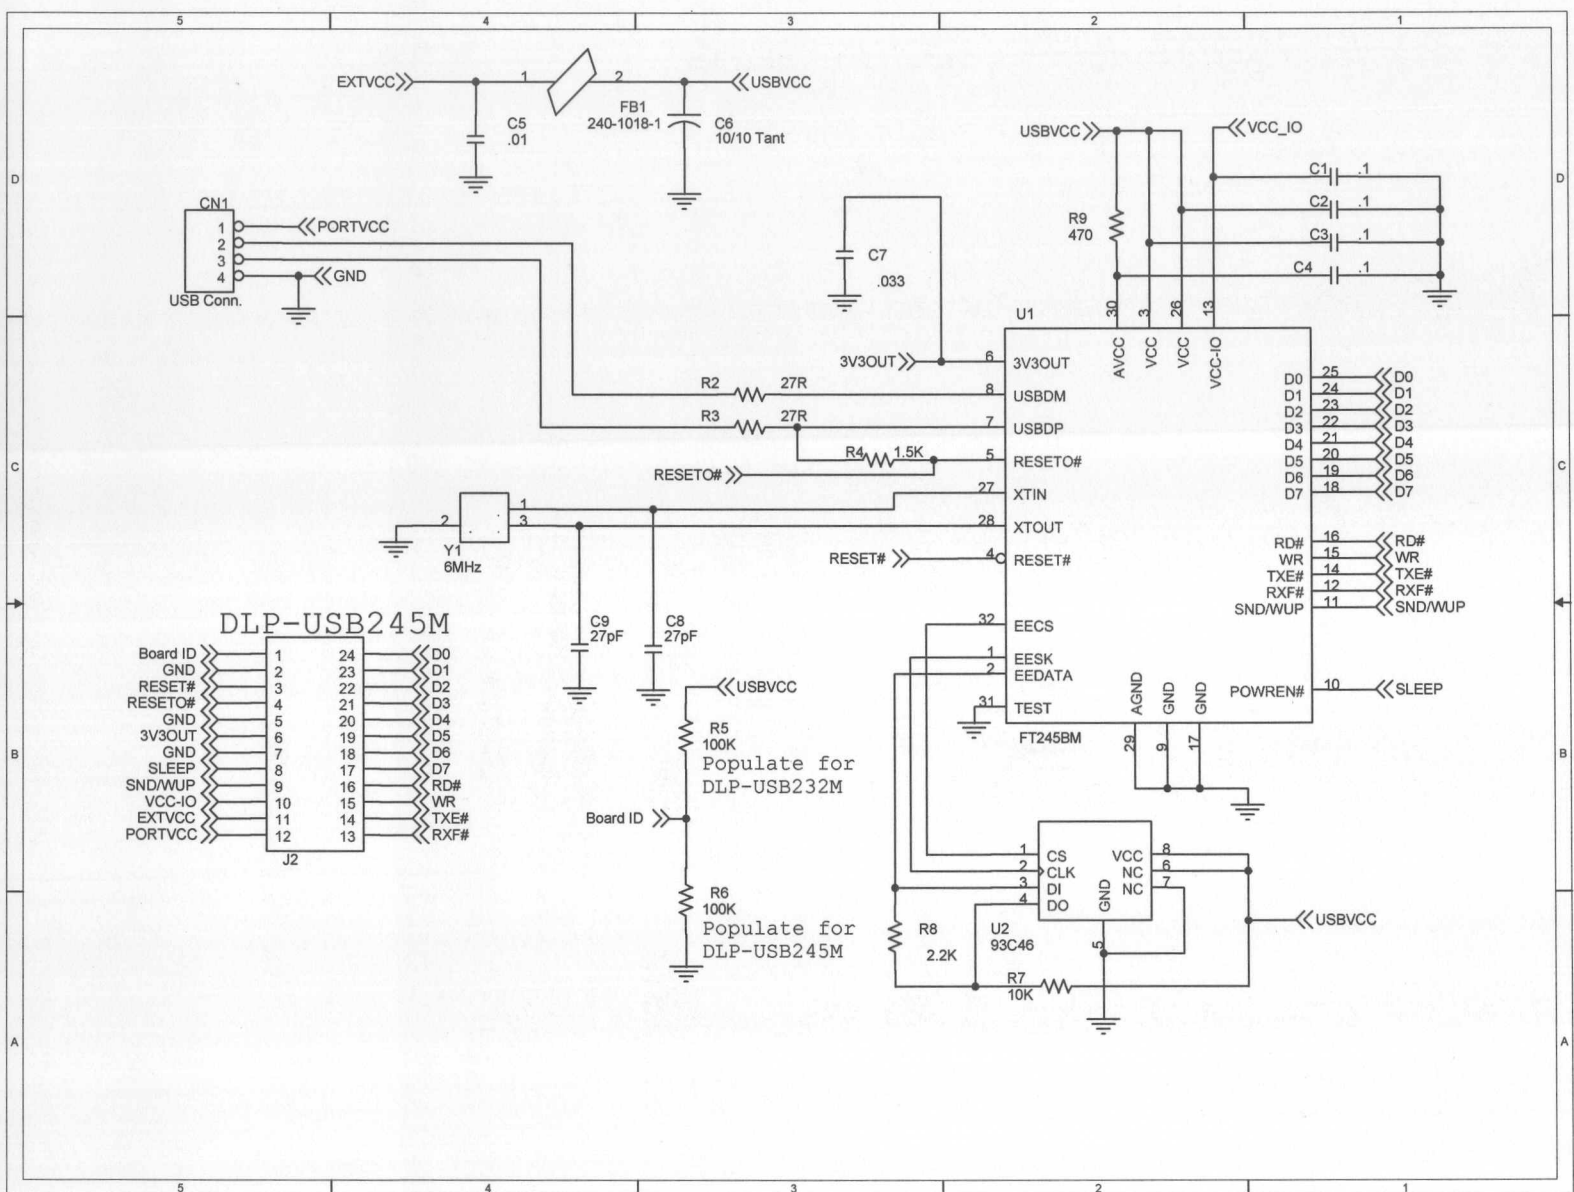 5 4 3 2 1
EXTVCC 1 2 USBVCC
FB1
240-1018-1
C5
.01
C6
10/10 Tant
USBVCC VCC_IO
C1 .1
C2 .1
C3 .1
C4 .1
R9
470
D D
CN1
1 PORTVCC
2
3
4 GND
USB Conn.
C7
.033
U1
30 3 26 13
AVCC VCC VCC VCC-IO
3V3OUT 6 3V3OUT
R2 27R 8 USBDM
R3 27R 7 USBDP
R4 1.5K 5 RESETO#
RESETO#
27 XTIN
28 XTOUT
RESET# 4 RESET#
32 EECS
1 EESK
2 EEDATA
31 TEST
FT245BM
D0 25 D0
D1 24 D1
D2 23 D2
D3 22 D3
D4 21 D4
D5 20 D5
D6 19 D6
D7 18 D7
RD# 16 RD#
WR 15 WR
TXE# 14 TXE#
RXF# 12 RXF#
SND/WUP 11 SND/WUP
POWREN# 10 SLEEP
AGND GND GND
29 9 17
C C
2 1
3
Y1
6MHz
C9
27pF
C8
27pF
DLP-USB245M
Board ID 1 24 D0
GND 2 23 D1
RESET# 3 22 D2
RESETO# 4 21 D3
GND 5 20 D4
3V3OUT 6 19 D5
GND 7 18 D6
SLEEP 8 17 D7
SND/WUP 9 16 RD#
VCC-IO 10 15 WR
EXTVCC 11 14 TXE#
PORTVCC 12 13 RXF#
J2
B B
USBVCC
R5
100K
Populate for
DLP-USB232M
Board ID
R6
100K
Populate for
DLP-USB245M
1 CS VCC 8
2 CLK NC 6
3 DI NC 7
4 DO GND
5
U2
93C46
R8
2.2K
R7
10K
USBVCC
A A
5 4 3 2 1